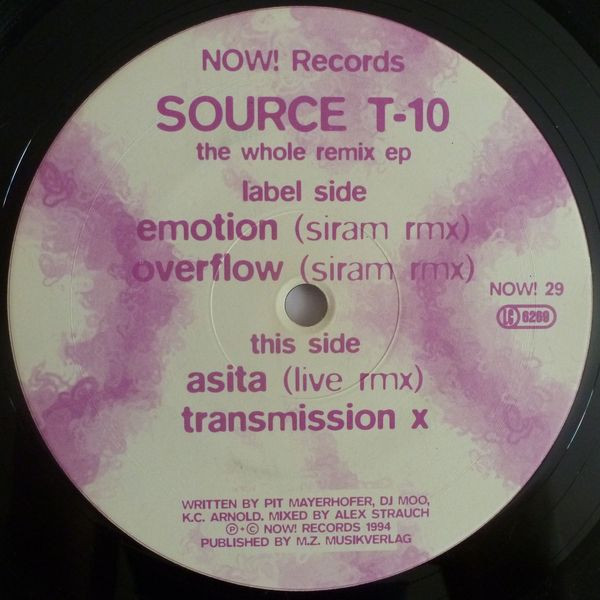 NOW! Records
SOURCE T-10
the whole remix ep
label side
emotion (siram rmx)
overflow (siram rmx)
NOW! 29
LC 6269
this side
asita (live rmx)
transmission x
WRITTEN BY PIT MAYERHOFER, DJ MOO,
K.C. ARNOLD. MIXED BY ALEX STRAUCH
Ⓟ+© NOW! RECORDS 1994
PUBLISHED BY M.Z. MUSIKVERLAG